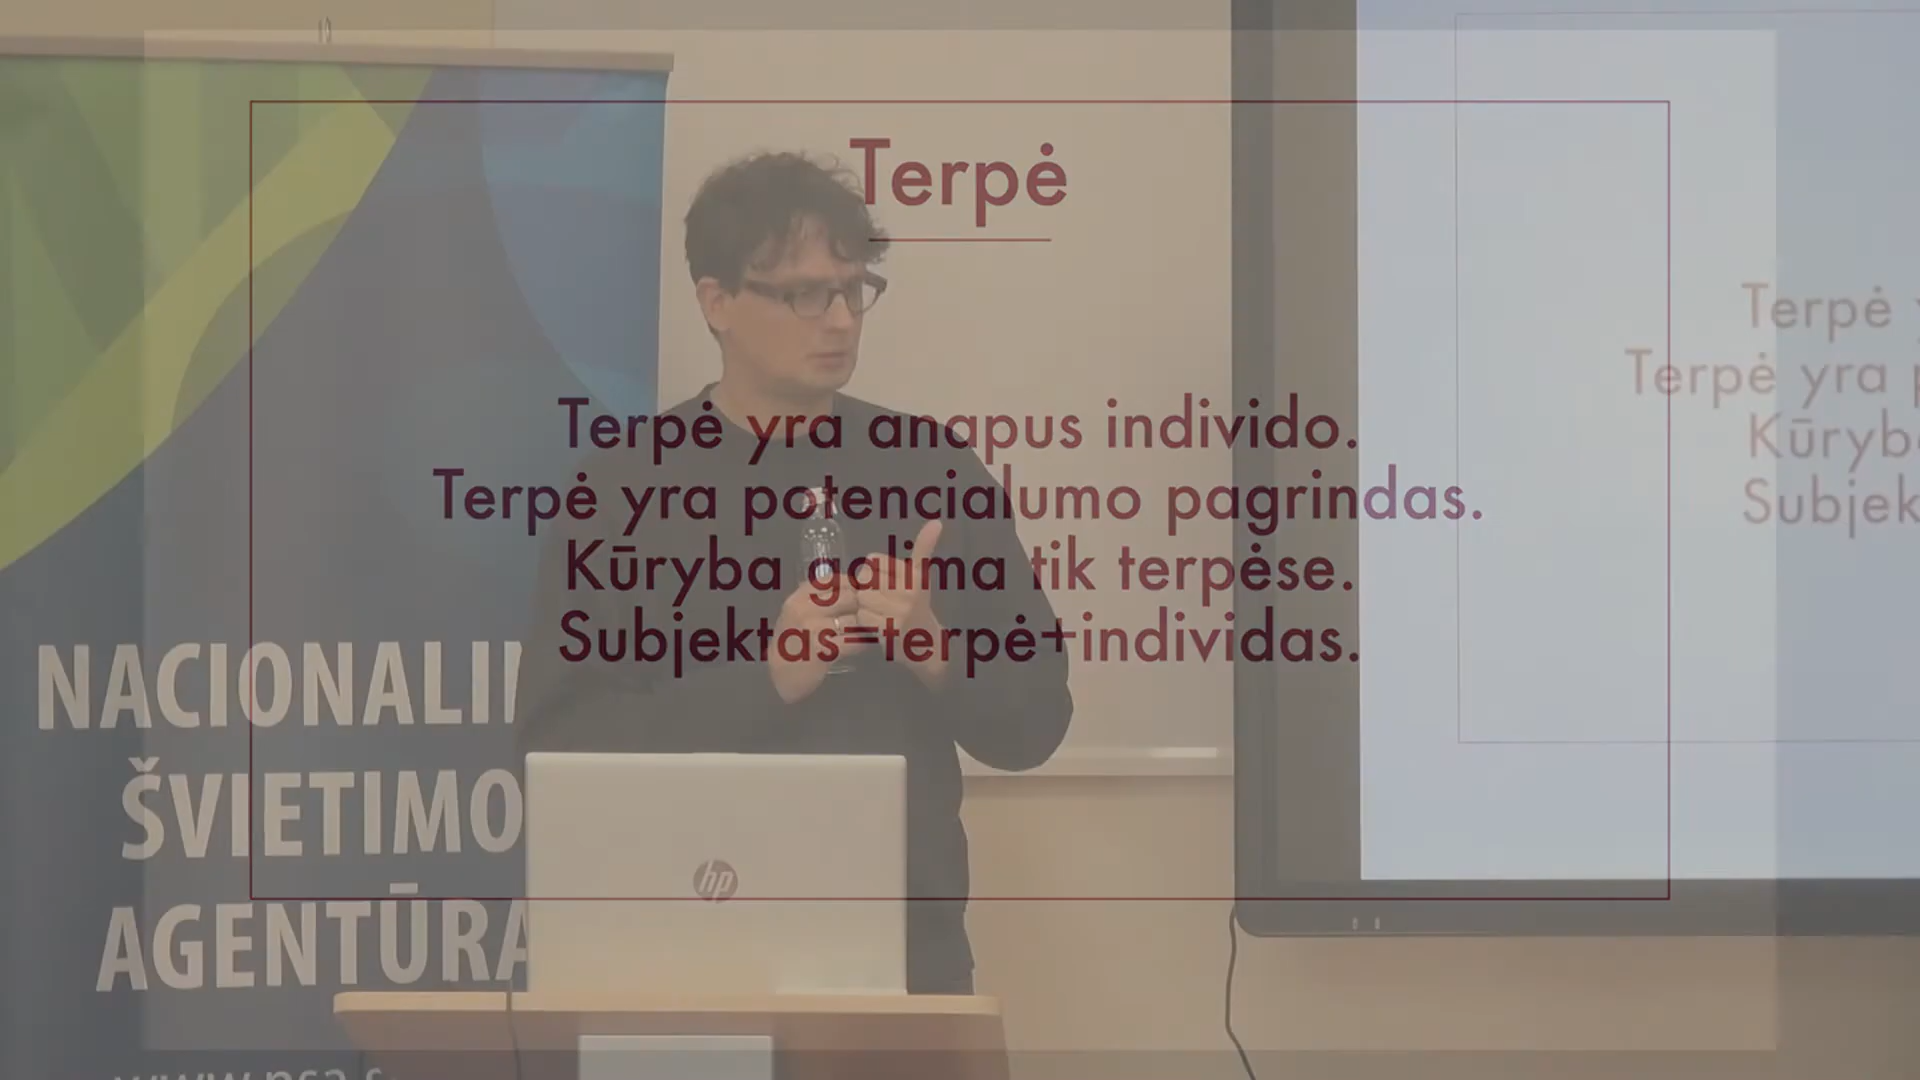 Terpė
Terpė yra anapus individo.
Terpė yra potencialumo pagrindas.
Kūryba galima tik terpėse.
Subjektas=terpė+individas.
Terpė
Terpė yra
Kūryb
Subjek
NACIONALI
ŠVIETIMO
AGENTŪRA
hp